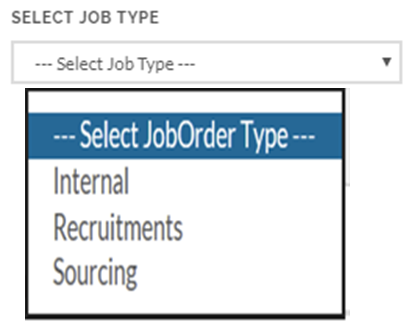 SELECT JOB TYPE
--- Select Job Type ---
--- Select JobOrder Type ---
Internal
Recruitments
Sourcing